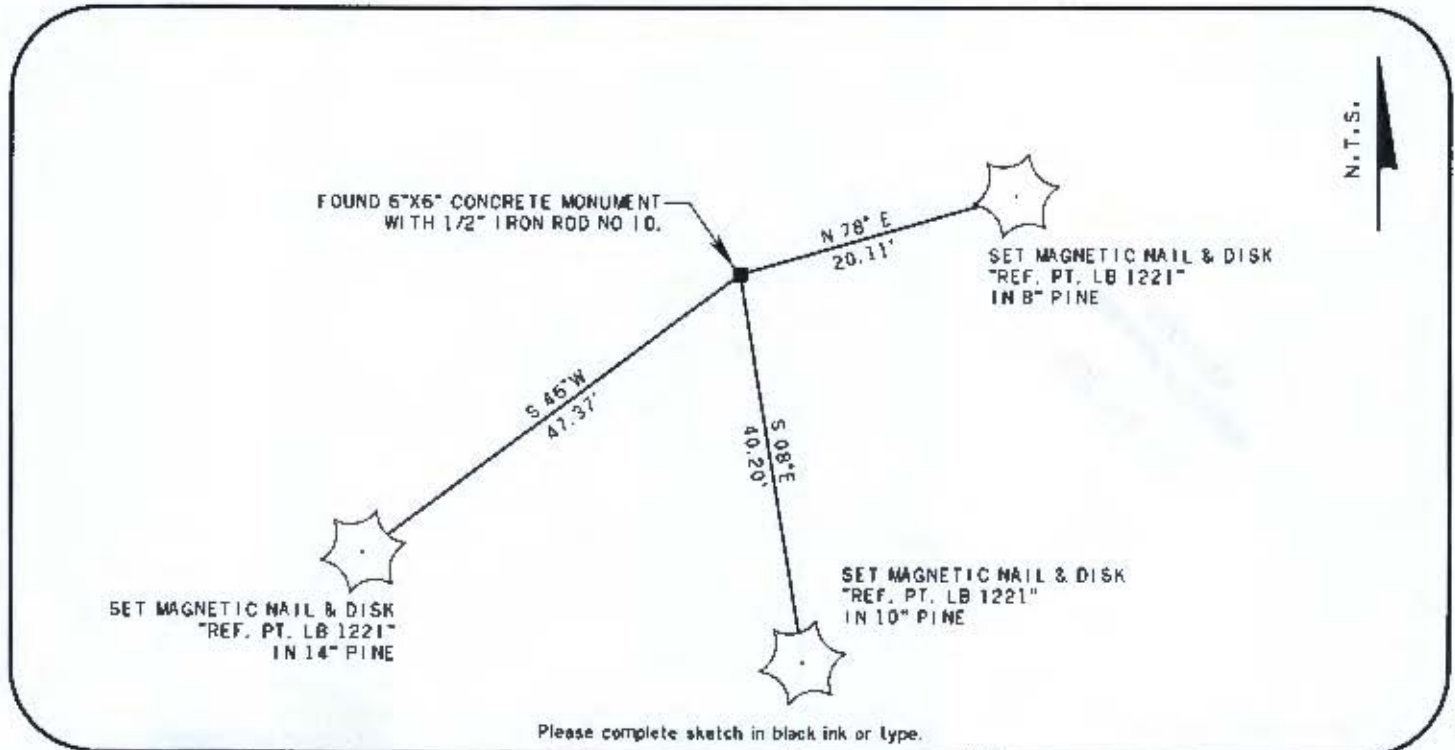 N.T.S.
FOUND 6"X6" CONCRETE MONUMENT
WITH 1/2" IRON ROD NO ID.
N 78° E
20.11'
SET MAGNETIC NAIL & DISK
"REF. PT. LB 1221"
IN 8" PINE
S 46°W
47.37'
S 08°E
40.20'
SET MAGNETIC NAIL & DISK
"REF. PT. LB 1221"
IN 10" PINE
SET MAGNETIC NAIL & DISK
"REF. PT. LB 1221"
IN 14" PINE
Please complete sketch in black ink or type.